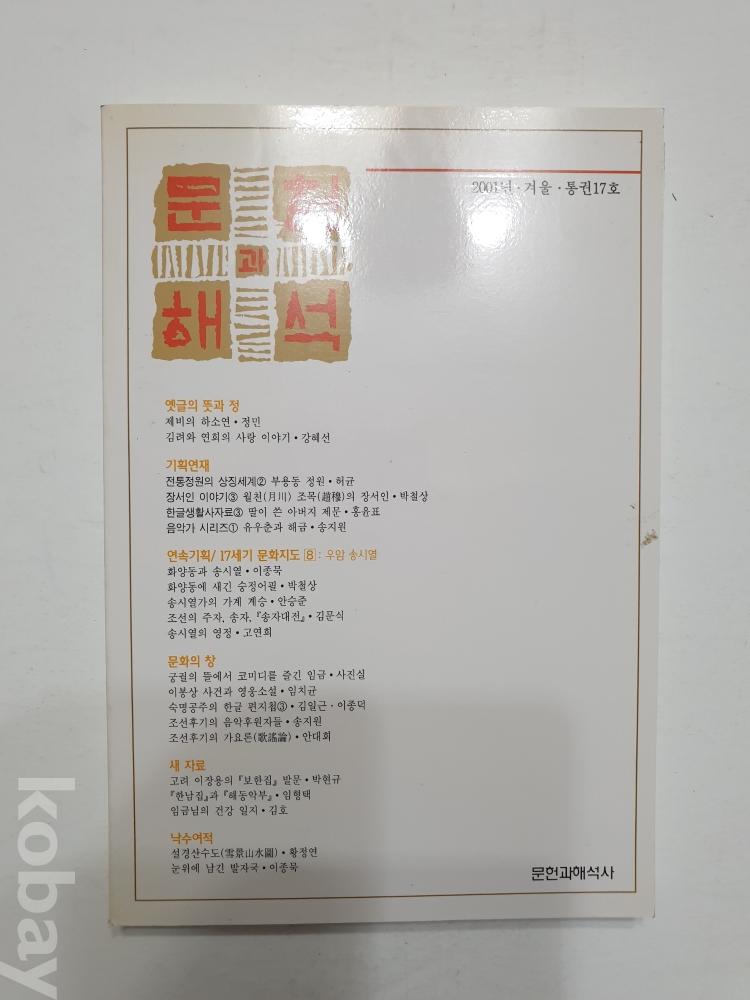 문헌
과
해석
2001년·겨울·통권17호
옛글의 뜻과 정
제비의 하소연 • 정민
김려와 연희의 사랑 이야기 • 강혜선
기획연재
전통정원의 상징세계② 부용동 정원 • 허균
장서인 이야기③ 월천(月川) 조목(趙穆)의 장서인 • 박철상
한글생활사자료③ 딸이 쓴 아버지 제문 • 홍윤표
음악가 시리즈① 유우춘과 해금 • 송지원
연속기획/ 17세기 문화지도 8 : 우암 송시열
화양동과 송시열 • 이종묵
화양동에 새긴 숭정어필 • 박철상
송시열가의 가계 계승 • 안승준
조선의 주자, 송자, 『송자대전』 • 김문식
송시열의 영정 • 고연희
문화의 창
궁궐의 뜰에서 코미디를 즐긴 임금 • 사진실
이봉상 사건과 영웅소설 • 임치균
숙명공주의 한글 편지첩③ • 김일근·이종덕
조선후기의 음악후원자들 • 송지원
조선후기의 가요론(歌謠論) • 안대회
새 자료
고려 이장용의 『보한집』 발문 • 박현규
『한남집』과 『해동악부』 • 임형택
임금님의 건강 일지 • 김호
낙수여적
설경산수도(雪景山水圖) • 황정연
눈위에 남긴 발자국 • 이종묵
문헌과해석사
kobay